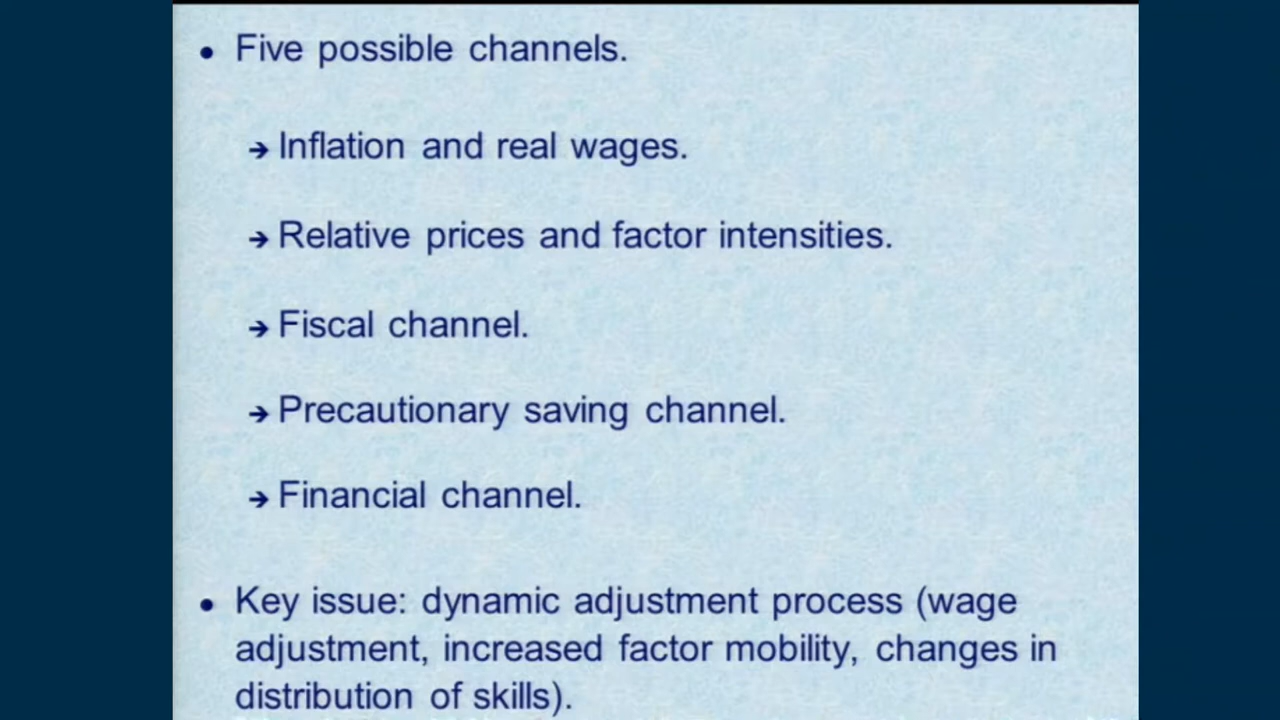 • Five possible channels.
➔ Inflation and real wages.
➔ Relative prices and factor intensities.
➔ Fiscal channel.
➔ Precautionary saving channel.
➔ Financial channel.
• Key issue: dynamic adjustment process (wage
adjustment, increased factor mobility, changes in
distribution of skills).